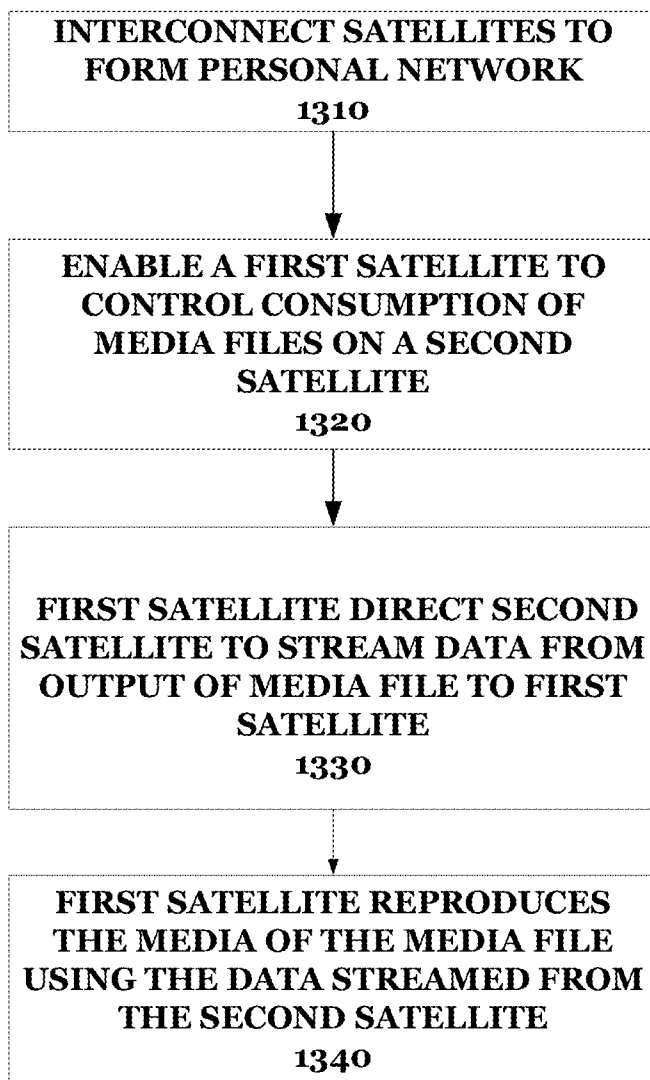 INTERCONNECT SATELLITES TO
FORM PERSONAL NETWORK
1310
ENABLE A FIRST SATELLITE TO
CONTROL CONSUMPTION OF
MEDIA FILES ON A SECOND
SATELLITE
1320
FIRST SATELLITE DIRECT SECOND
SATELLITE TO STREAM DATA FROM
OUTPUT OF MEDIA FILE TO FIRST
SATELLITE
1330
FIRST SATELLITE REPRODUCES
THE MEDIA OF THE MEDIA FILE
USING THE DATA STREAMED FROM
THE SECOND SATELLITE
1340